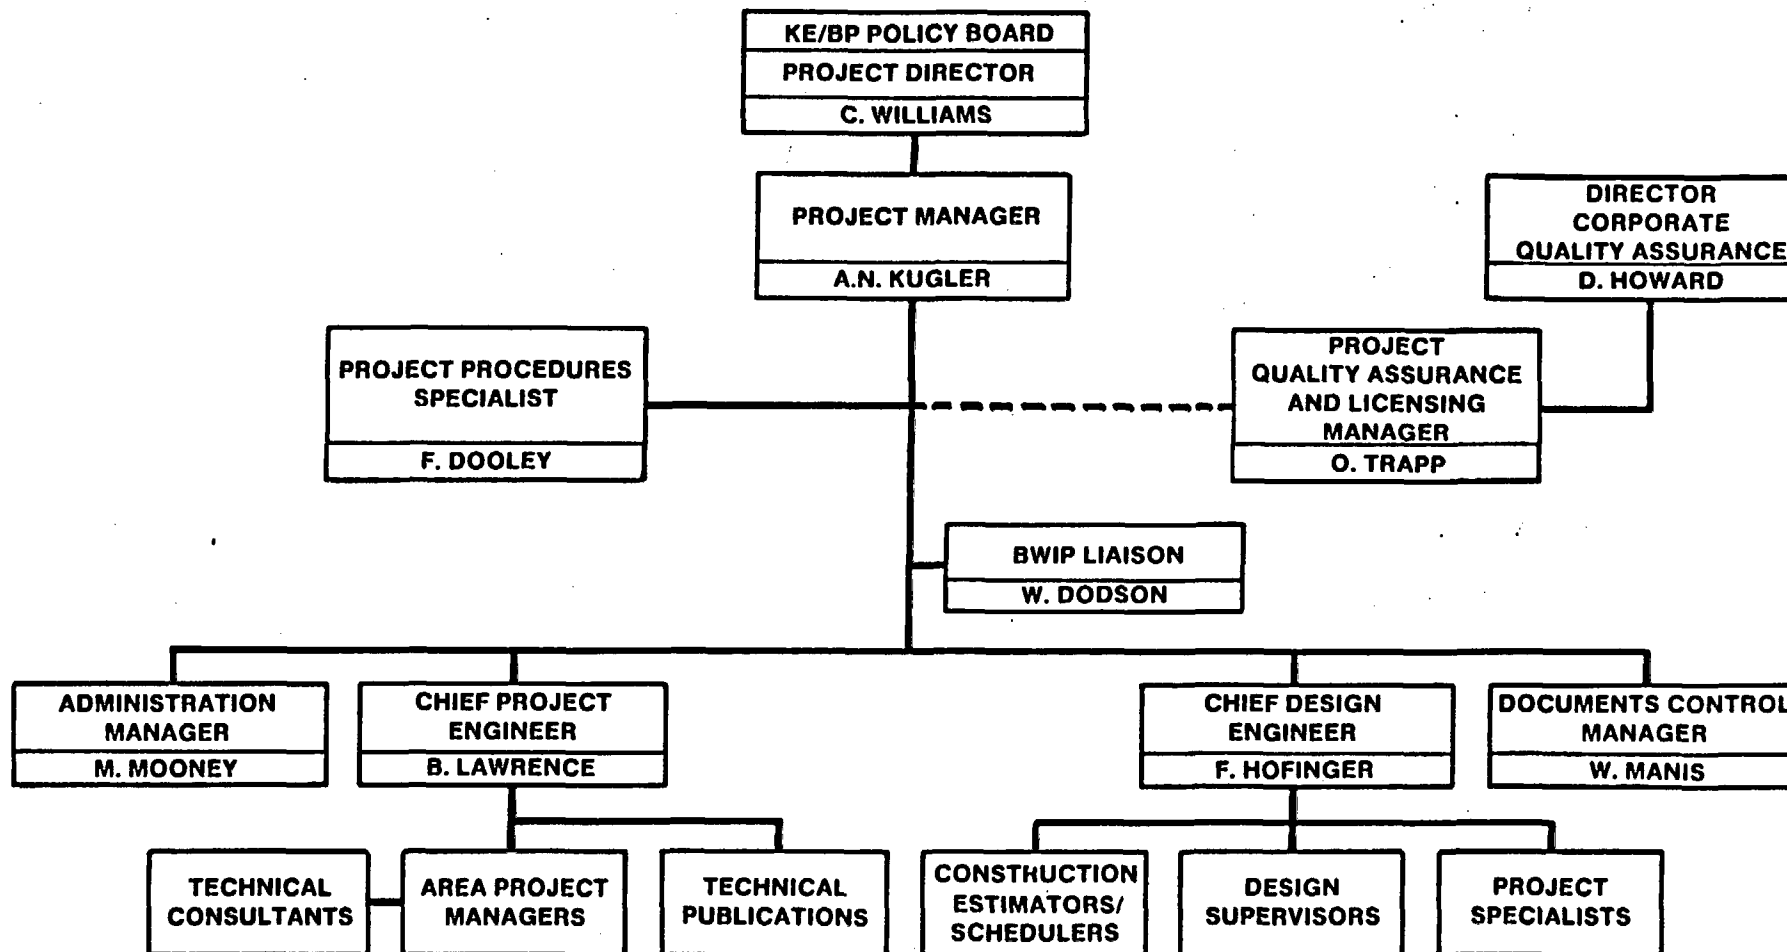 KE/BP POLICY BOARD
PROJECT DIRECTOR
C. WILLIAMS
PROJECT MANAGER
A.N. KUGLER
DIRECTOR
CORPORATE
QUALITY ASSURANCE
D. HOWARD
PROJECT PROCEDURES
SPECIALIST
F. DOOLEY
PROJECT
QUALITY ASSURANCE
AND LICENSING
MANAGER
O. TRAPP
BWIP LIAISON
W. DODSON
ADMINISTRATION
MANAGER
M. MOONEY
CHIEF PROJECT
ENGINEER
B. LAWRENCE
CHIEF DESIGN
ENGINEER
F. HOFINGER
DOCUMENTS CONTROL
MANAGER
W. MANIS
TECHNICAL
CONSULTANTS
AREA PROJECT
MANAGERS
TECHNICAL
PUBLICATIONS
CONSTRUCTION
ESTIMATORS/
SCHEDULERS
DESIGN
SUPERVISORS
PROJECT
SPECIALISTS